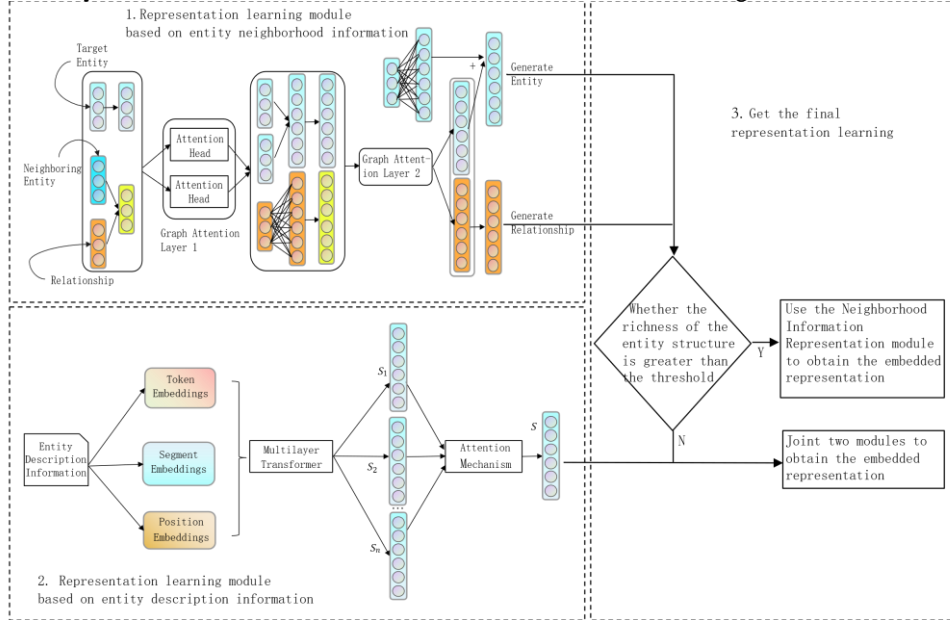 1. Representation learning module
based on entity neighborhood information
Target
Entity
Neighboring
Entity
Relationship
Attention
Head
Attention
Head
Graph Attention
Layer 1
Graph Atten-
ion Layer 2
+
Generate
Entity
Generate
Relationship
3. Get the final
representation learning
Whether the
richness of the
entity structure
is greater than
the threshold
Y
N
Use the Neighborhood
Information
Representation module
to obtain the embedded
representation
Joint two modules to
obtain the embedded
representation
Entity
Description
Information
Token
Embeddings
Segment
Embeddings
Position
Embeddings
Multilayer
Transformer
S1
S2
...
Sn
Attention
Mechanism
S
2. Representation learning module
based on entity description information